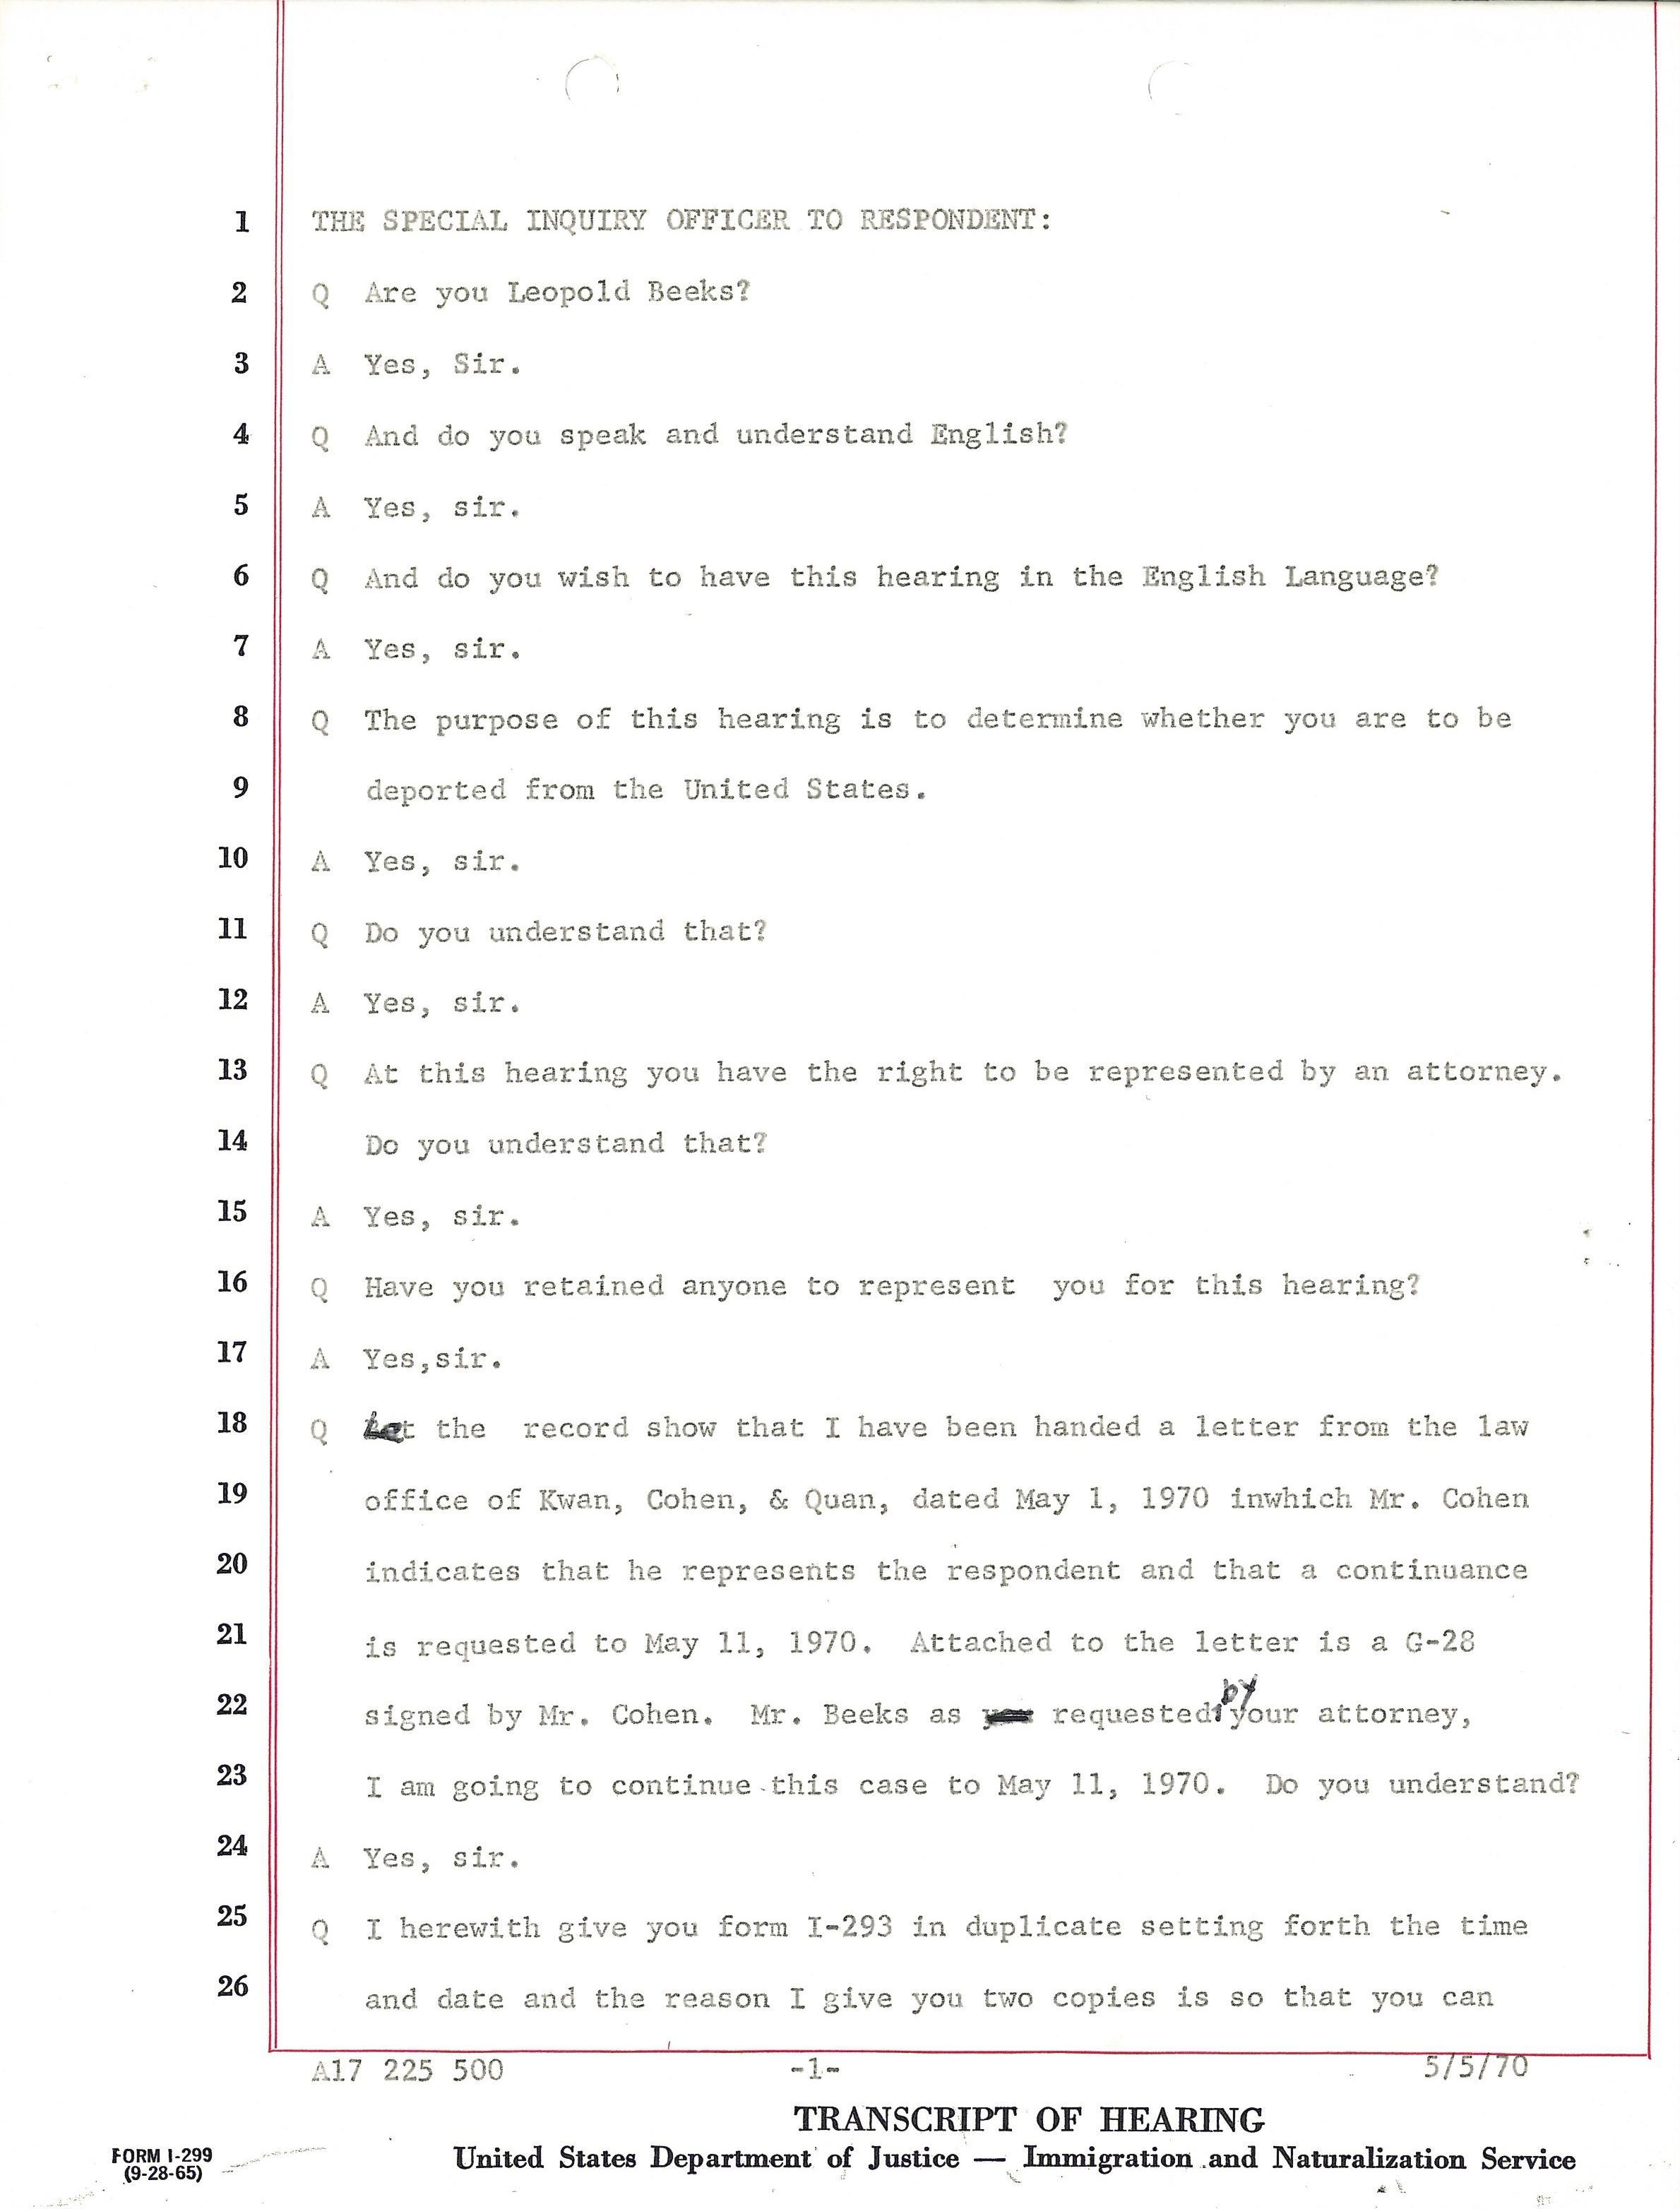 1 THE SPECIAL INQUIRY OFFICER TO RESPONDENT:
2 Q Are you Leopold Beeks?
3 A Yes, Sir.
4 Q And do you speak and understand English?
5 A Yes, sir.
6 Q And do you wish to have this hearing in the English Language?
7 A Yes, sir.
8 Q The purpose of this hearing is to determine whether you are to be
9 deported from the United States.
10 A Yes, sir.
11 Q Do you understand that?
12 A Yes, sir.
13 Q At this hearing you have the right to be represented by an attorney.
14 Do you understand that?
15 A Yes, sir.
16 Q Have you retained anyone to represent you for this hearing?
17 A Yes,sir.
18 Q Let the record show that I have been handed a letter from the law
19 office of Kwan, Cohen, & Quan, dated May 1, 1970 inwhich Mr. Cohen
20 indicates that he represents the respondent and that a continuance
21 is requested to May 11, 1970. Attached to the letter is a G-28
22 signed by Mr. Cohen. Mr. Beeks as requested by your attorney,
23 I am going to continue this case to May 11, 1970. Do you understand?
24 A Yes, sir.
25 Q I herewith give you form I-293 in duplicate setting forth the time
26 and date and the reason I give you two copies is so that you can
A17 225 500 -1- 5/5/70
TRANSCRIPT OF HEARING
FORM I-299
(9-28-65)
United States Department of Justice — Immigration and Naturalization Service